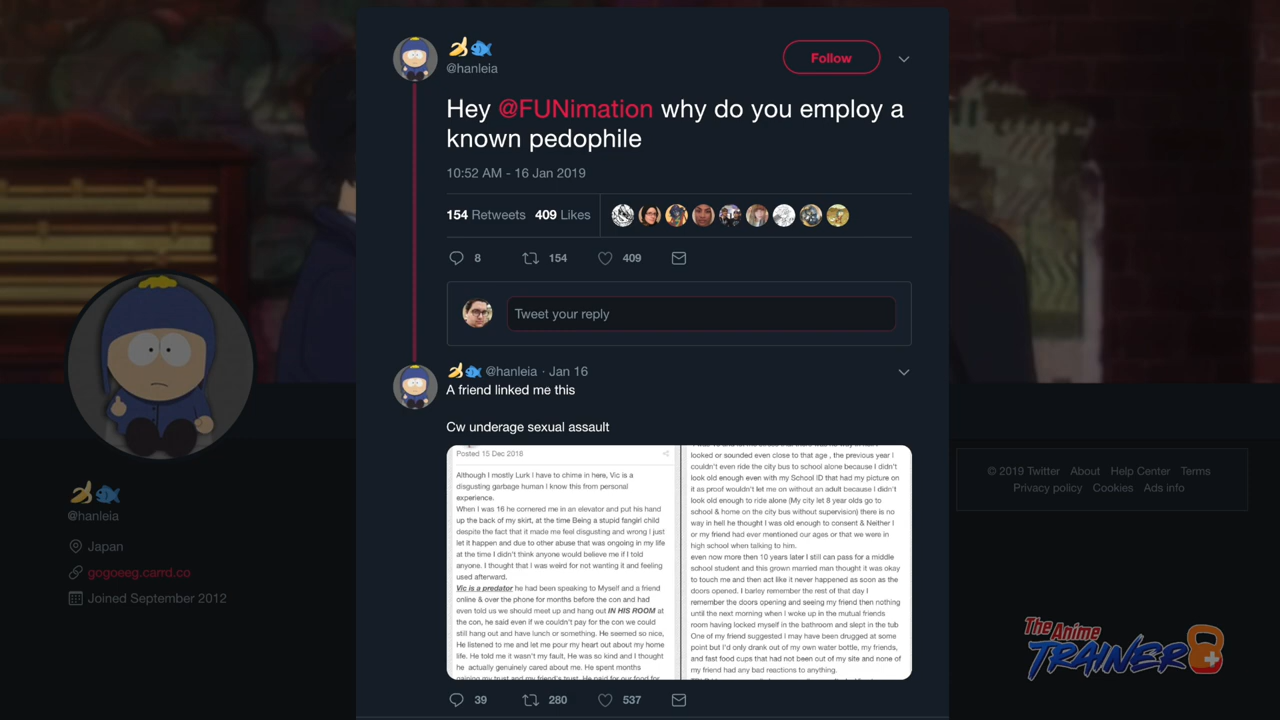 @hanleia
Follow
Hey @FUNimation why do you employ a
known pedophile
10:52 AM - 16 Jan 2019
154 Retweets 409 Likes
8 154 409
Tweet your reply
@hanleia · Jan 16
A friend linked me this
Cw underage sexual assault
Posted 15 Dec 2018
Although I mostly Lurk I have to chime in here, Vic is a
disgusting garbage human I know this from personal
experience.
When I was 16 he cornered me in an elevator and put his hand
up the back of my skirt, at the time Being a stupid fangirl child
despite the fact that it made me feel disgusting and wrong I just
let it happen and due to other abuse that was ongoing in my life
at the time I didn't think anyone would believe me if I told
anyone. I thought that I was weird for not wanting it and feeling
used afterward.
Vic is a predator he had been speaking to Myself and a friend
online & over the phone for months before the con and had
even told us we should meet up and hang out IN HIS ROOM at
the con, he said even if we couldn't pay for the con we could
still hang out and have lunch or something. He seemed so nice,
He listened to me and let me pour my heart out about my home
life. He told me it wasn't my fault, He was so kind and I thought
he actually genuinely cared about me. He spent months
gaining my trust and my friend's trust. He paid for our food for
looked or sounded even close to that age , the previous year I
couldn't even ride the city bus to school alone because I didn't
look old enough even with my School ID that had my picture on
it as proof wouldn't let me on without an adult because I didn't
look old enough to ride alone (My city let 8 year olds go to
school & home on the city bus without supervision) there is no
way in hell he thought I was old enough to consent & Neither I
or my friend had ever mentioned our ages or that we were in
high school when talking to him.
even now more then 10 years later I still can pass for a middle
school student and this grown married man thought it was okay
to touch me and then act like it never happened as soon as the
doors opened. I barley remember the rest of that day I
remember the doors opening and seeing my friend then nothing
until the next morning when I woke up in the mutual friends
room having locked myself in the bathroom and slept in the tub
One of my friend suggested I may have been drugged at some
point but I'd only drank out of my own water bottle, my friends,
and fast food cups that had not been out of my site and none of
my friend had any bad reactions to anything.
39 280 537
@hanleia
Japan
gogoeeg.carrd.co
Joined September 2012
© 2019 Twitter About Help Center Terms
Privacy policy Cookies Ads info
The Anime
TRAINER